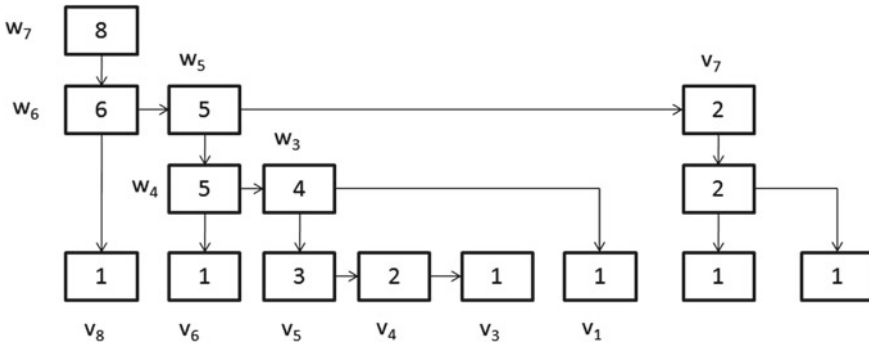 w₇ 8
w₅ v₇
w₆ 6 5 2
w₃
w₄ 5 4 2
1 1 3 2 1 1 1 1
v₈ v₆ v₅ v₄ v₃ v₁